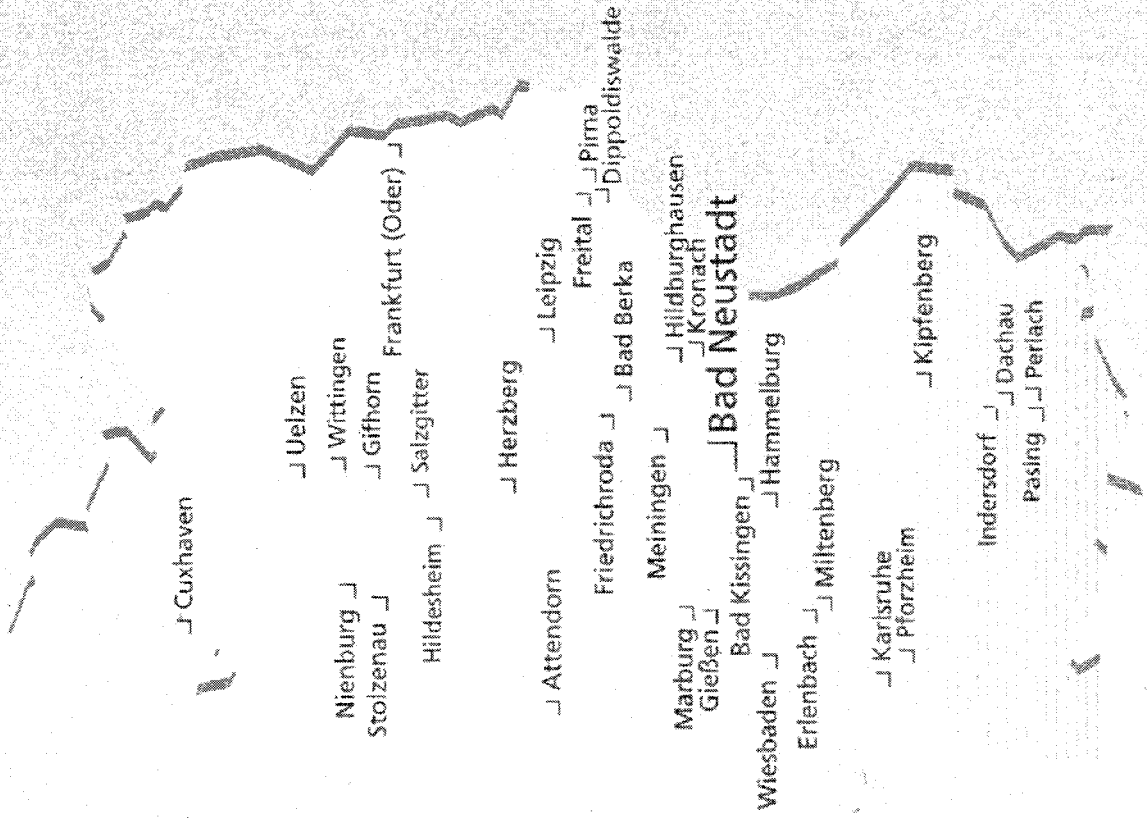 Cuxhaven
Uelzen
Nienburg
Wittingen
Stolzenau
Gifhorn
Frankfurt (Oder)
Hildesheim
Salzgitter
Herzberg
Attendorn
Leipzig
Freital
Pirna
Dippoldiswalde
Friedrichroda
Bad Berka
Meiningen
Hildburghausen
Marburg
Kronach
Gießen
Bad Neustadt
Bad Kissingen
Hammelburg
Wiesbaden
Erlenbach
Miltenberg
Karlsruhe
Pforzheim
Kipfenberg
Indersdorf
Dachau
Pasing
Perlach